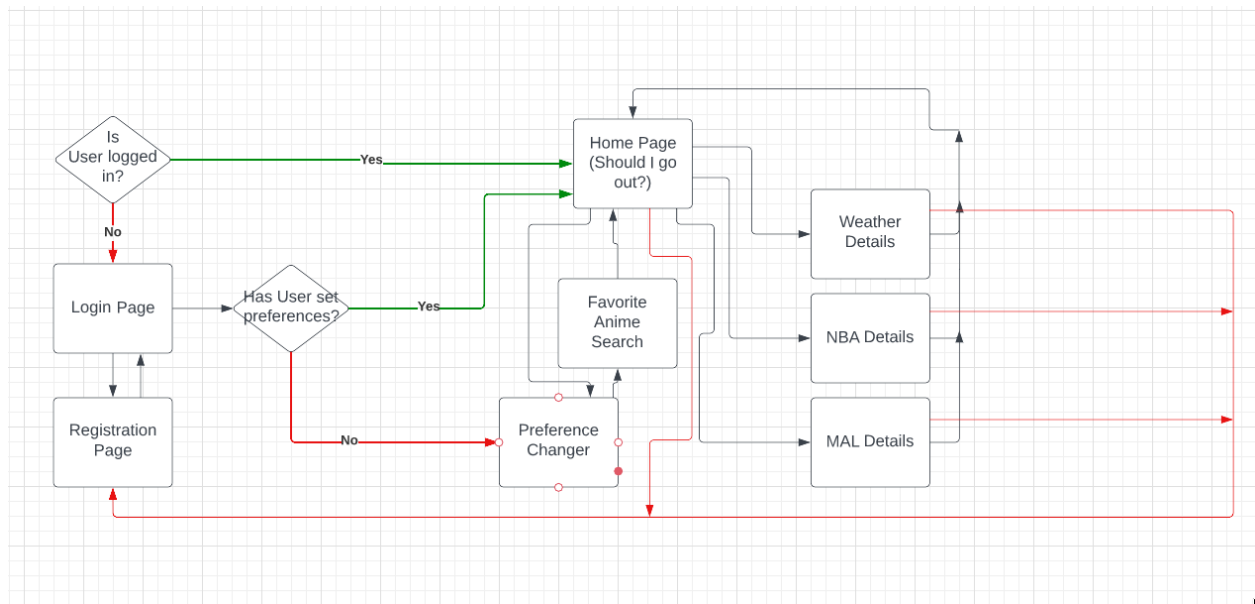 Is
User logged
in?
Yes
No
Home Page
(Should I go
out?)
Weather
Details
Login Page
Has User set
preferences?
Yes
Favorite
Anime
Search
NBA Details
Registration
Page
No
Preference
Changer
MAL Details